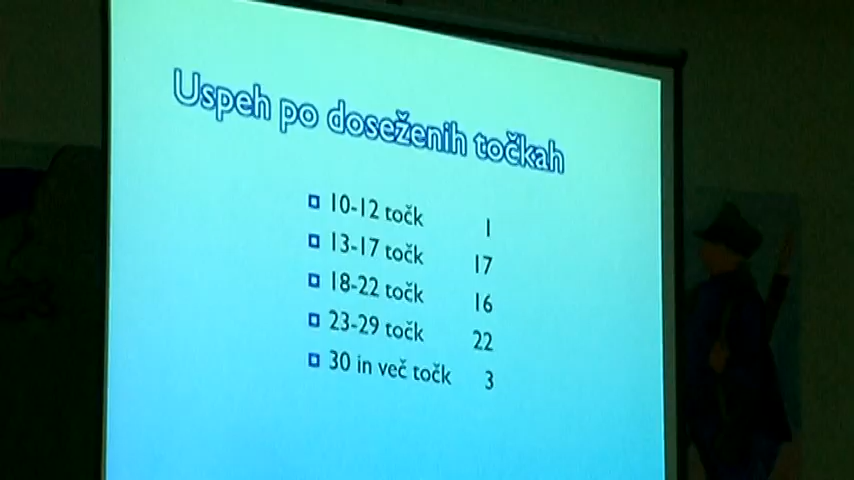 Uspeh po doseženih točkah
10-12 točk 1
13-17 točk 17
18-22 točk 16
23-29 točk 22
30 in več točk 3